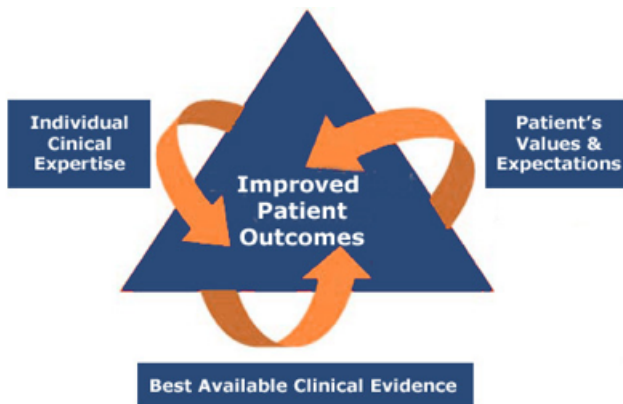 Individual
Cinical
Expertise
Patient's
Values &
Expectations
Improved
Patient
Outcomes
Best Available Clinical Evidence